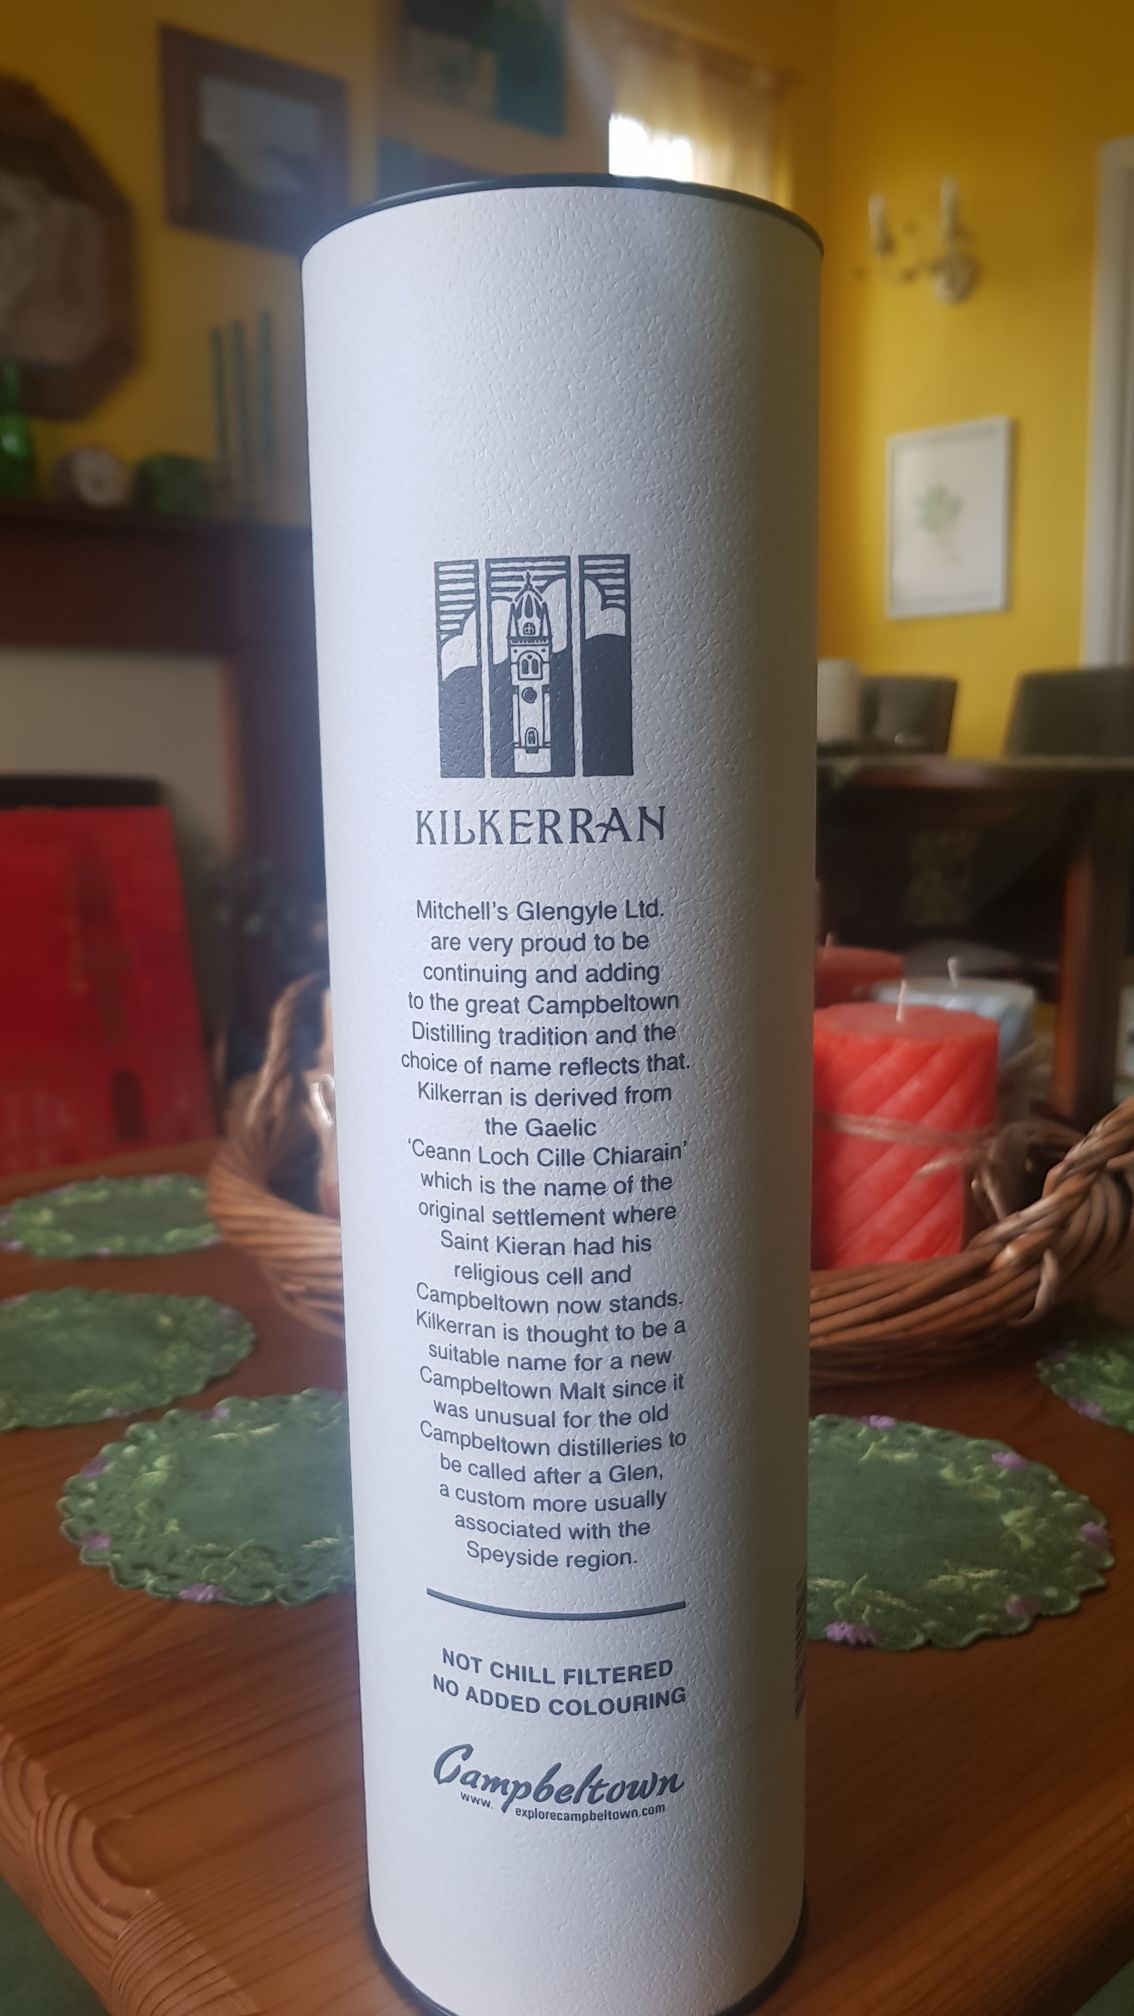 KILKERRAN
Mitchell's Glengyle Ltd.
are very proud to be
continuing and adding
to the great Campbeltown
Distilling tradition and the
choice of name reflects that.
Kilkerran is derived from
the Gaelic
'Ceann Loch Cille Chiarain'
which is the name of the
original settlement where
Saint Kieran had his
religious cell and
Campbeltown now stands.
Kilkerran is thought to be a
suitable name for a new
Campbeltown Malt since it
was unusual for the old
Campbeltown distilleries to
be called after a Glen,
a custom more usually
associated with the
Speyside region.
NOT CHILL FILTERED
NO ADDED COLOURING
Campbeltown
www. explorecampbeltown.com